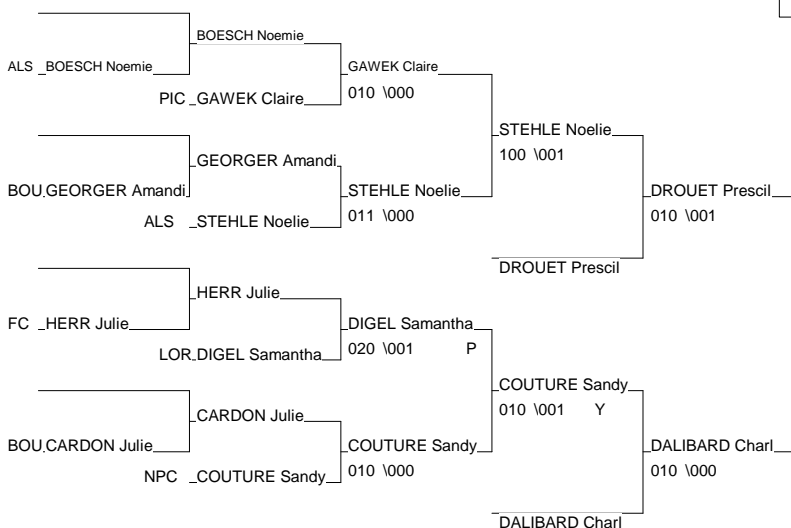 BOESCH Noemie
ALS BOESCH Noemie
GAWEK Claire
PIC GAWEK Claire
010 \000
STEHLE Noelie
100 \001
GEORGER Amandi
BOU GEORGER Amandi
STEHLE Noelie
DROUET Prescil
ALS STEHLE Noelie
011 \000
010 \001
DROUET Prescil
HERR Julie
FC HERR Julie
DIGEL Samantha
LOR DIGEL Samantha
020 \001 P
COUTURE Sandy
010 \001 Y
CARDON Julie
BOU CARDON Julie
COUTURE Sandy
DALIBARD Charl
NPC COUTURE Sandy
010 \000
010 \000
DALIBARD Charl